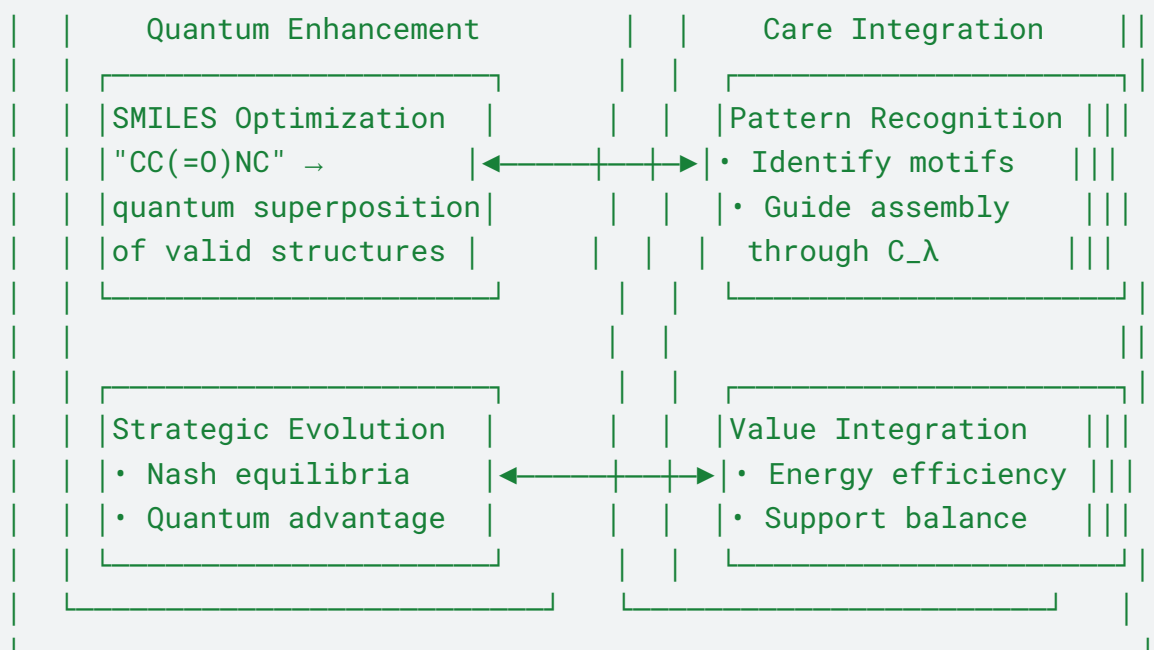 Quantum Enhancement Care Integration
SMILES Optimization Pattern Recognition
"CC(=O)NC" → • Identify motifs
quantum superposition • Guide assembly
of valid structures through C_λ
Strategic Evolution Value Integration
• Nash equilibria • Energy efficiency
• Quantum advantage • Support balance